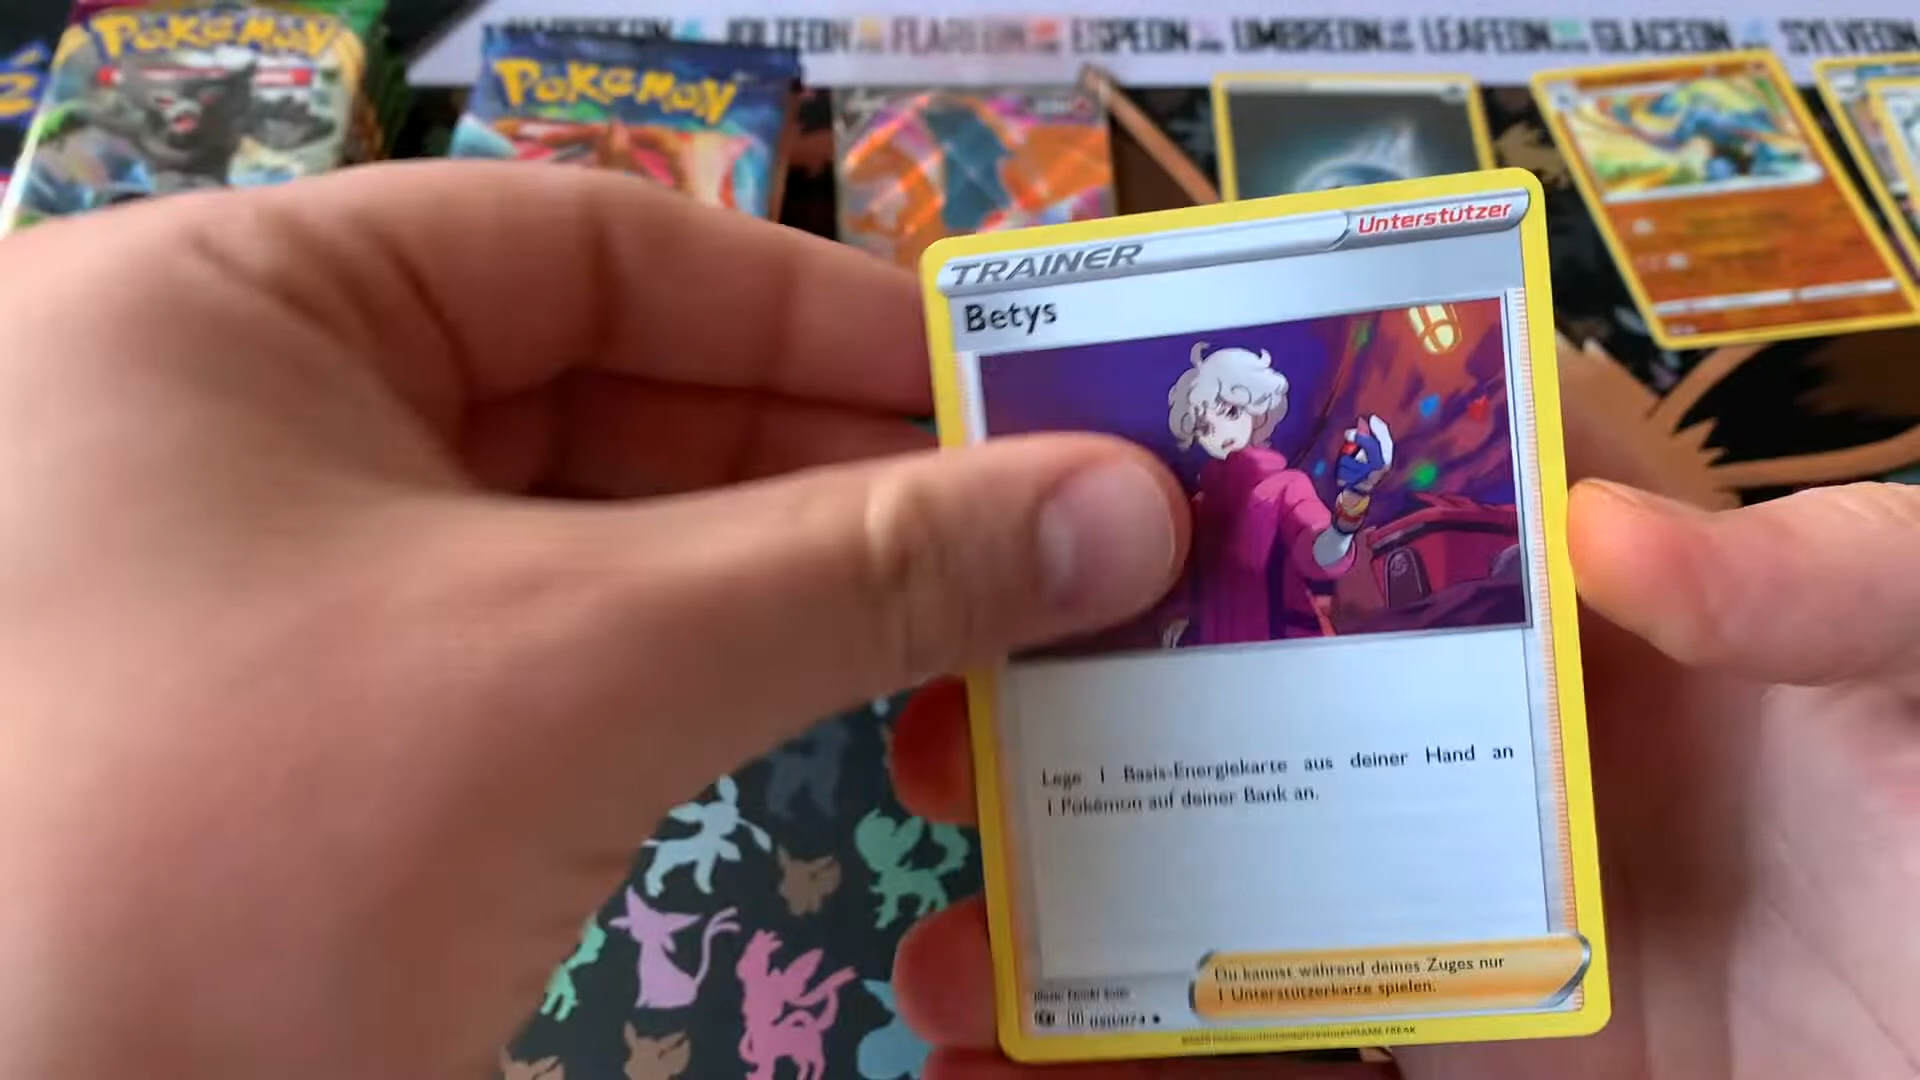 JOLTEON FLAREON ESPEON UMBREON LEAFEON GLACEON SYLVEON
POKéMON
POKéMON
TRAINER
Unterstützer
Betys
Lege 1 Basis-Energiekarte aus deiner Hand an
1 Pokémon auf deiner Bank an.
Du kannst während deines Zuges nur
1 Unterstützerkarte spielen.